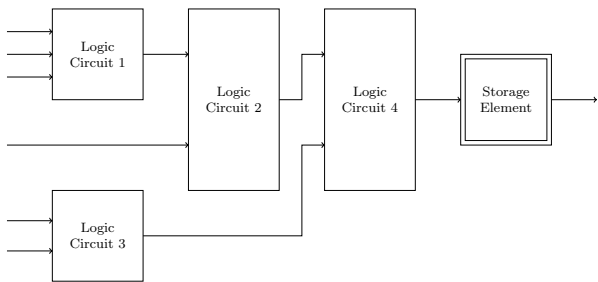 Logic
Circuit 1
Logic
Circuit 2
Logic
Circuit 4
Storage
Element
Logic
Circuit 3